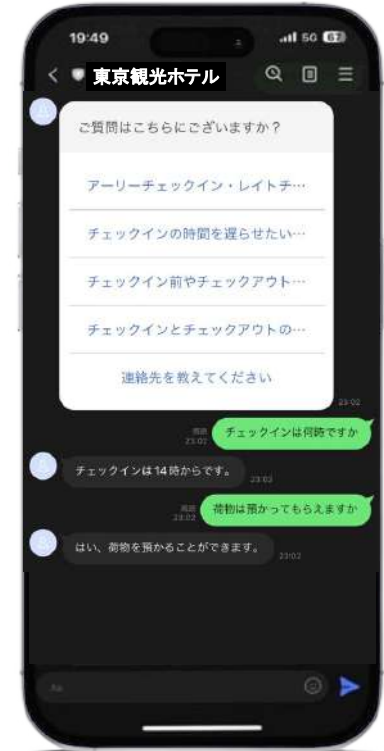 19:49
5G
東京観光ホテル
ご質問はこちらにございますか？
アーリーチェックイン・レイトチ…
チェックインの時間を遅らせたい…
チェックイン前やチェックアウト…
チェックインとチェックアウトの…
連絡先を教えてください
23:02
チェックインは何時ですか
既読
23:02
チェックインは14時からです。
23:02
荷物は預かってもらえますか
既読
23:02
はい、荷物を預かることができます。
23:02
Aa